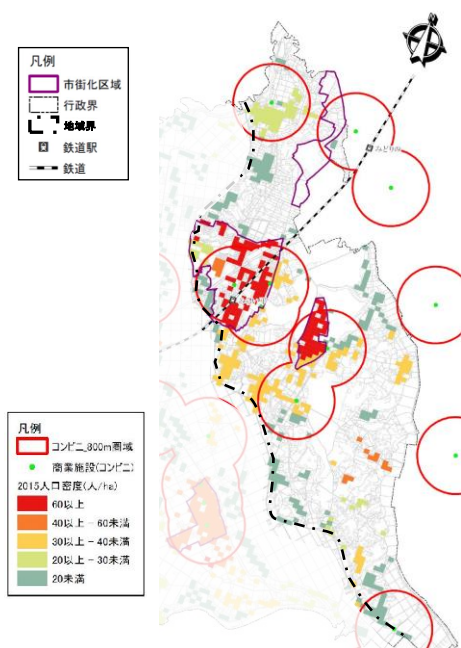 凡例
市街化区域
行政界
地域界
鉄道駅
鉄道
凡例
コンビニ_800m圏域
商業施設(コンビニ)
2015人口密度(人/ha)
60以上
40以上 - 60未満
30以上 - 40未満
20以上 - 30未満
20未満